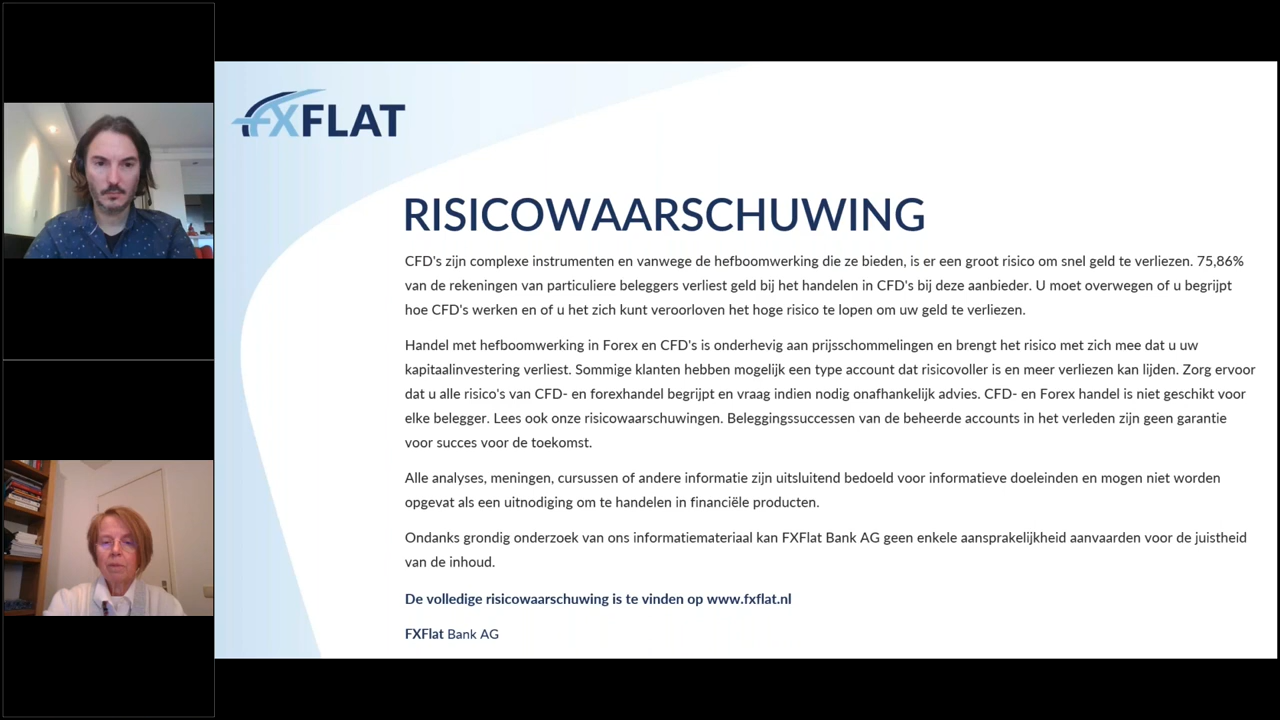 FXFLAT
RISICOWAARSCHUWING
CFD's zijn complexe instrumenten en vanwege de hefboomwerking die ze bieden, is er een groot risico om snel geld te verliezen. 75,86%
van de rekeningen van particuliere beleggers verliest geld bij het handelen in CFD's bij deze aanbieder. U moet overwegen of u begrijpt
hoe CFD's werken en of u het zich kunt veroorloven het hoge risico te lopen om uw geld te verliezen.
Handel met hefboomwerking in Forex en CFD's is onderhevig aan prijsschommelingen en brengt het risico met zich mee dat u uw
kapitaalinvestering verliest. Sommige klanten hebben mogelijk een type account dat risicovoller is en meer verliezen kan lijden. Zorg ervoor
dat u alle risico's van CFD- en forexhandel begrijpt en vraag indien nodig onafhankelijk advies. CFD- en Forex handel is niet geschikt voor
elke belegger. Lees ook onze risicowaarschuwingen. Beleggingssuccessen van de beheerde accounts in het verleden zijn geen garantie
voor succes voor de toekomst.
Alle analyses, meningen, cursussen of andere informatie zijn uitsluitend bedoeld voor informatieve doeleinden en mogen niet worden
opgevat als een uitnodiging om te handelen in financiële producten.
Ondanks grondig onderzoek van ons informatiemateriaal kan FXFlat Bank AG geen enkele aansprakelijkheid aanvaarden voor de juistheid
van de inhoud.
De volledige risicowaarschuwing is te vinden op www.fxflat.nl
FXFlat Bank AG